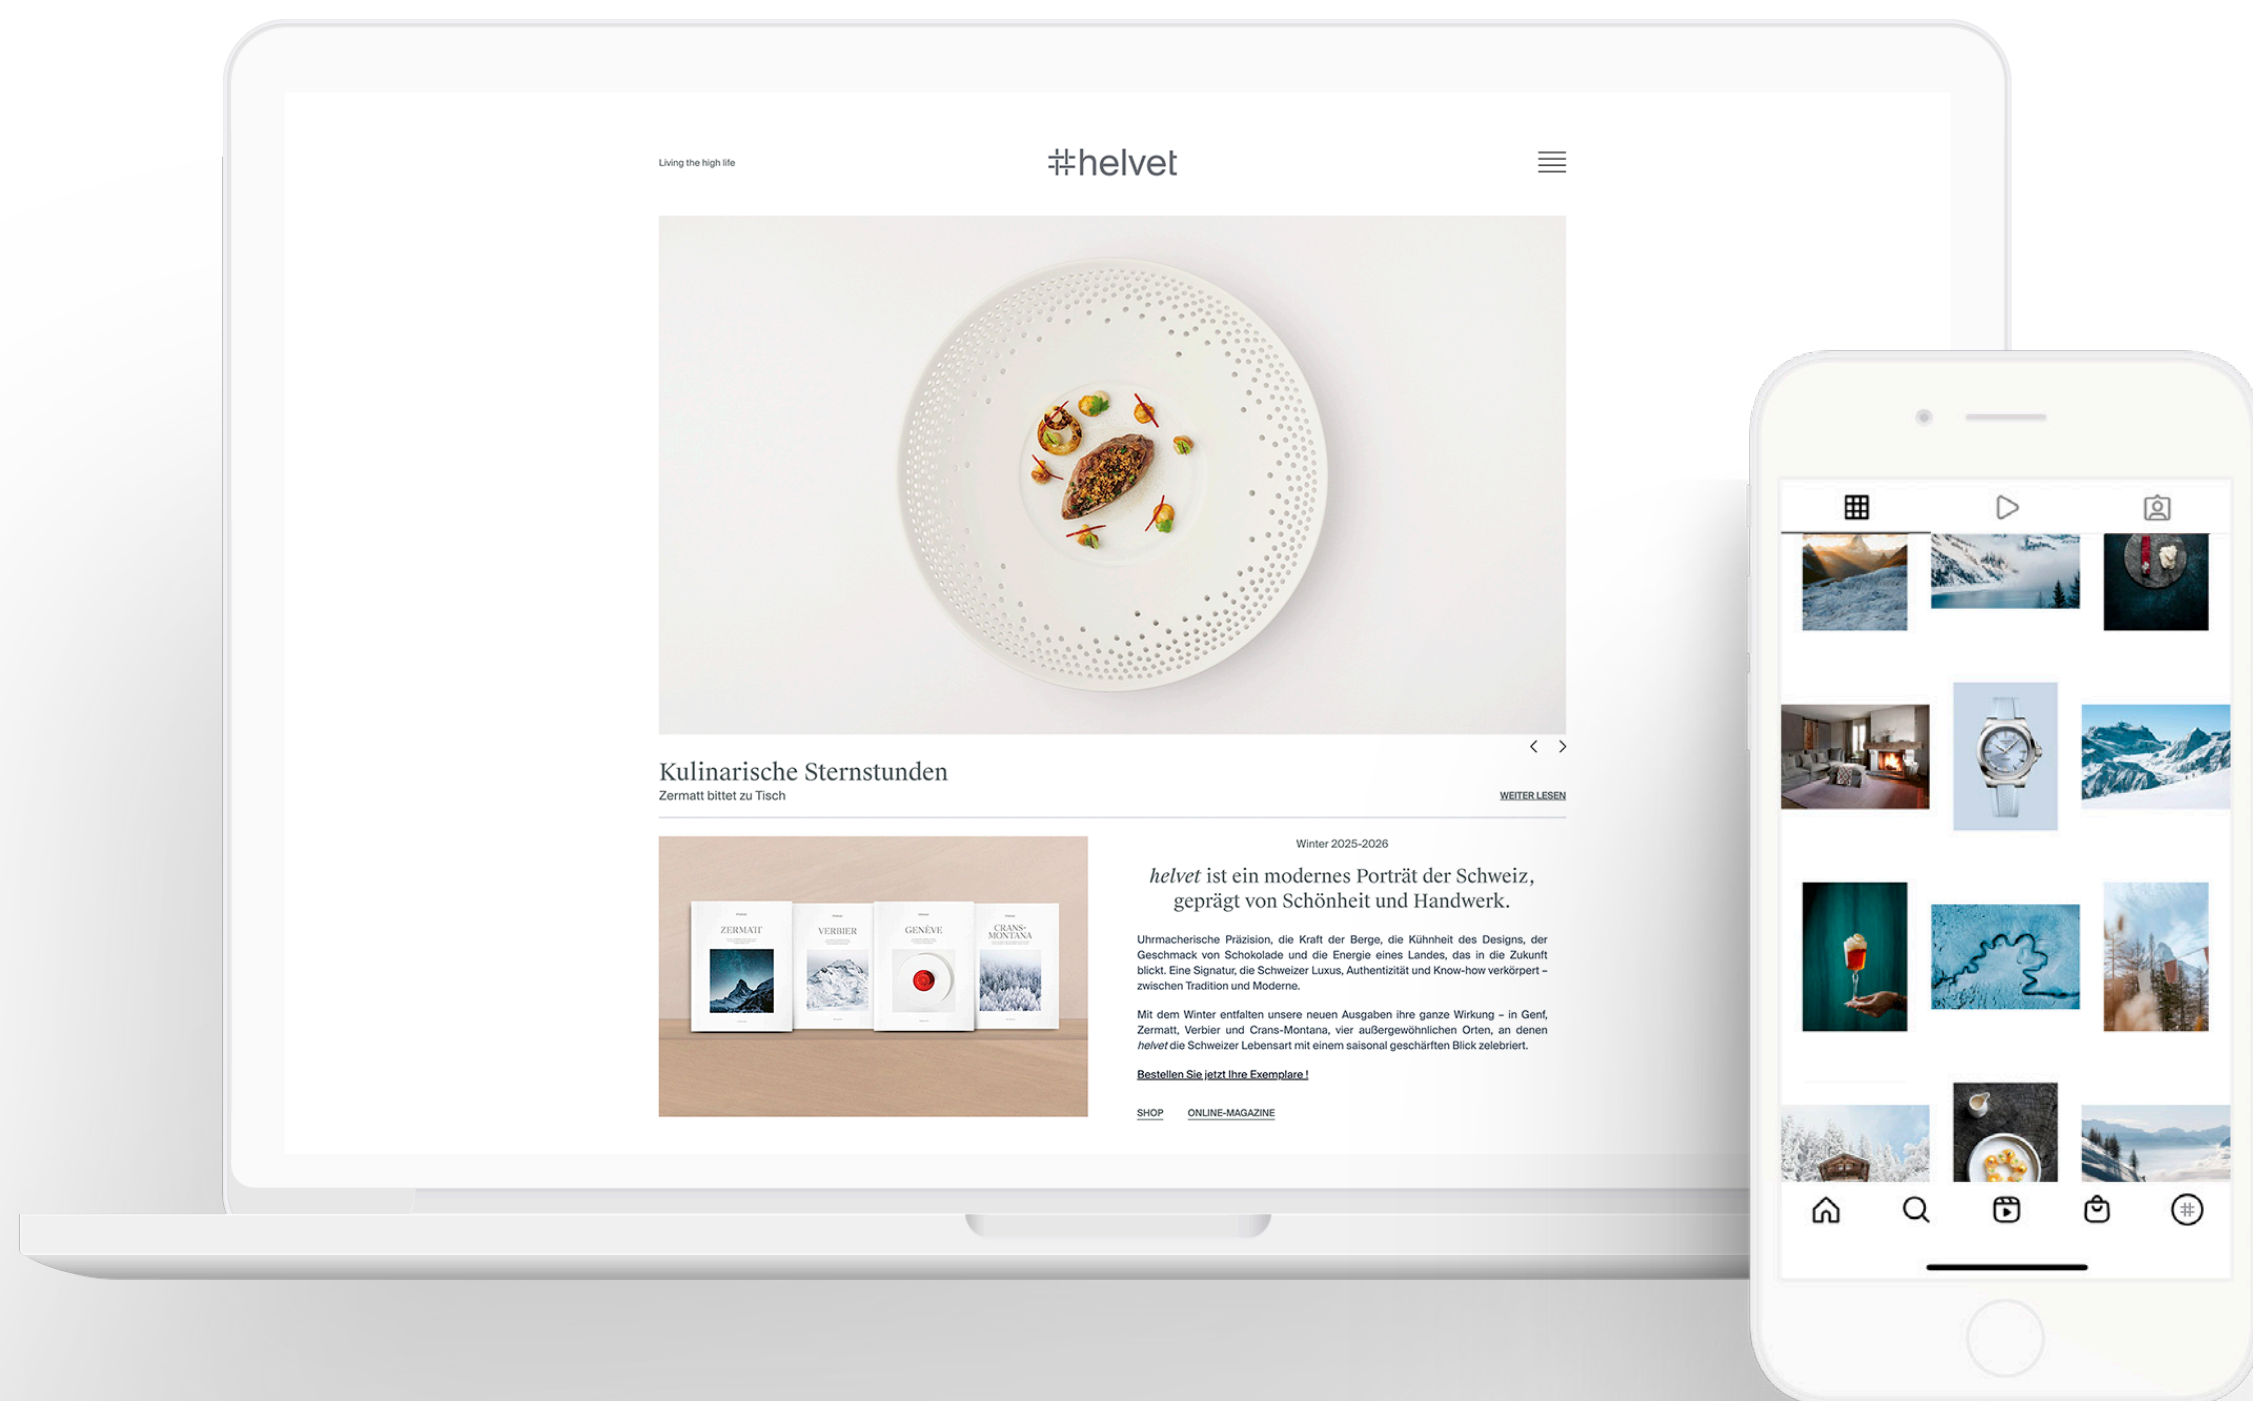 Living the high life
#helvet
Kulinarische Sternstunden
Zermatt bittet zu Tisch
WEITER LESEN
ZERMATT
VERBIER
GENÈVE
CRANS-
MONTANA
Winter 2025-2026
helvet ist ein modernes Porträt der Schweiz,
geprägt von Schönheit und Handwerk.
Uhrmacherische Präzision, die Kraft der Berge, die Kühnheit des Designs, der
Geschmack von Schokolade und die Energie eines Landes, das in die Zukunft
blickt. Eine Signatur, die Schweizer Luxus, Authentizität und Know-how verkörpert –
zwischen Tradition und Moderne.
Mit dem Winter entfalten unsere neuen Ausgaben ihre ganze Wirkung – in Genf,
Zermatt, Verbier und Crans-Montana, vier außergewöhnlichen Orten, an denen
helvet die Schweizer Lebensart mit einem saisonal geschärften Blick zelebriert.
Bestellen Sie jetzt Ihre Exemplare !
SHOP ONLINE-MAGAZINE
#